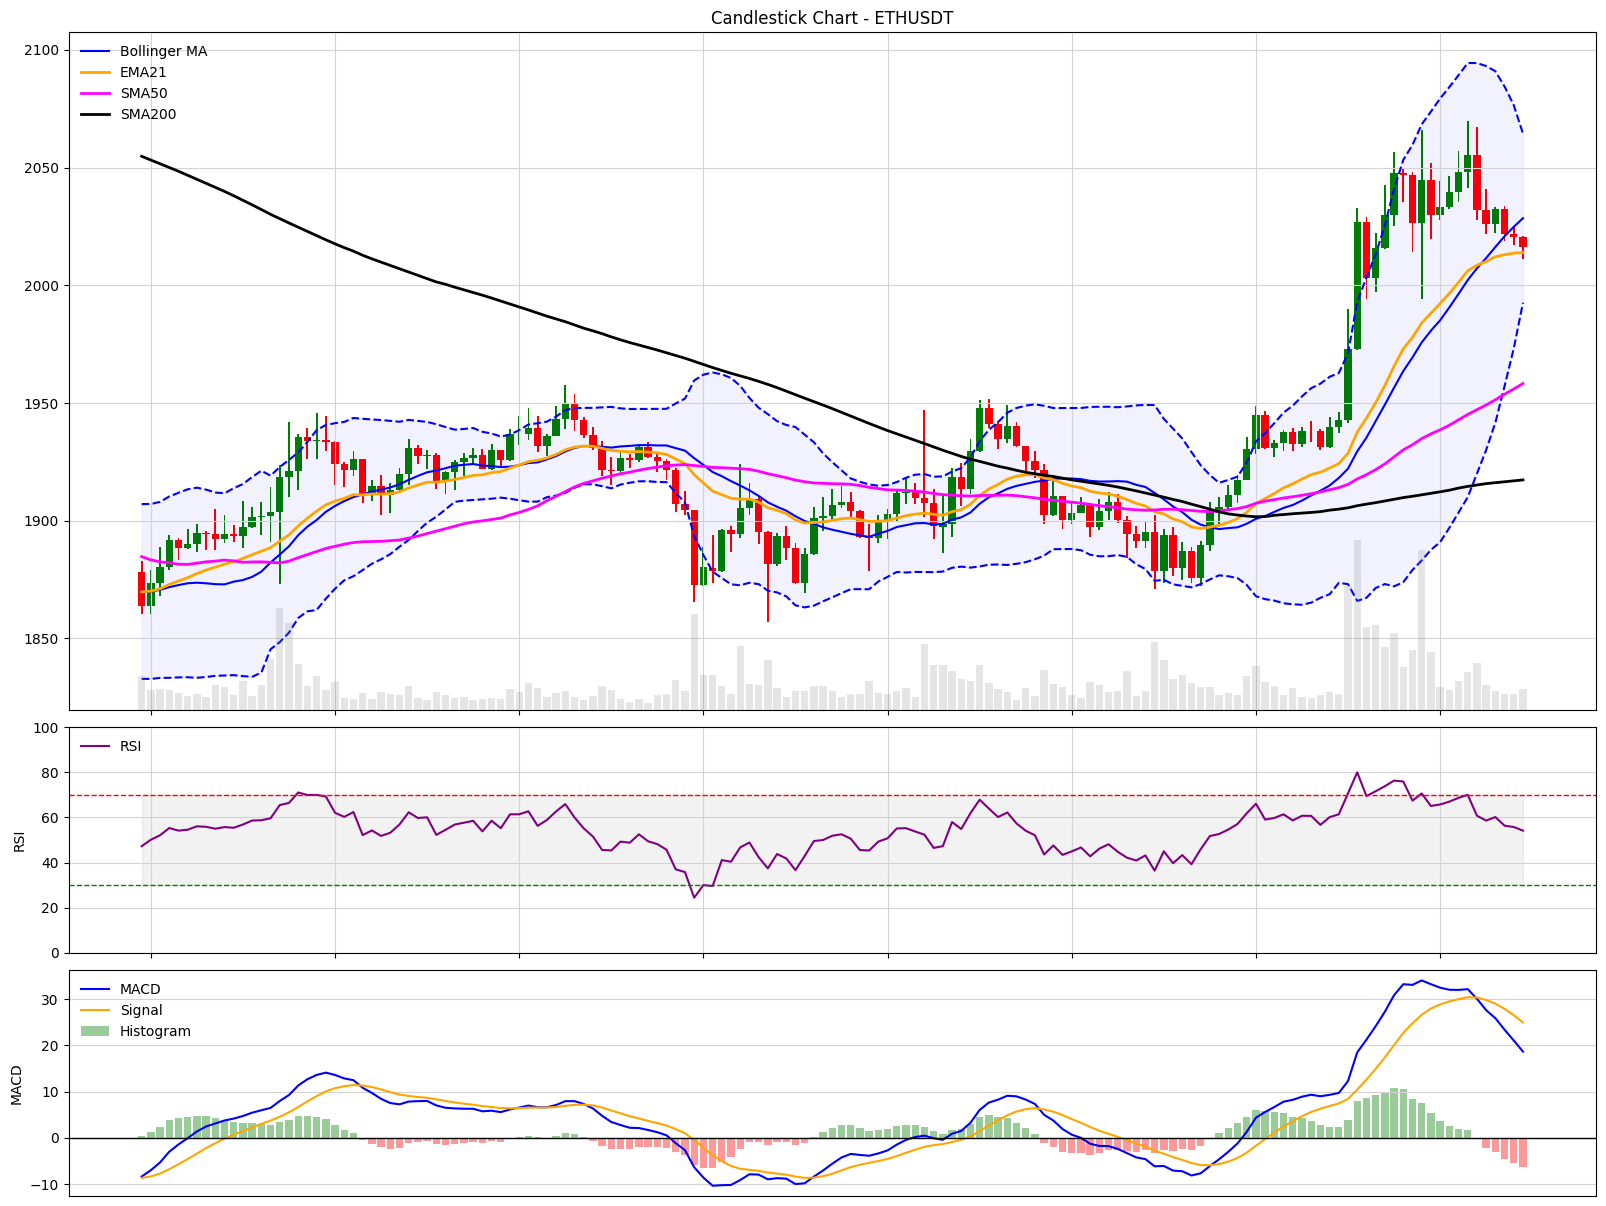 Candlestick Chart - ETHUSDT
Bollinger MA
EMA21
SMA50
SMA200
2100
2050
2000
1950
1900
1850
RSI
100
80
60
40
20
0
RSI
MACD
Signal
Histogram
30
20
10
0
−10
MACD